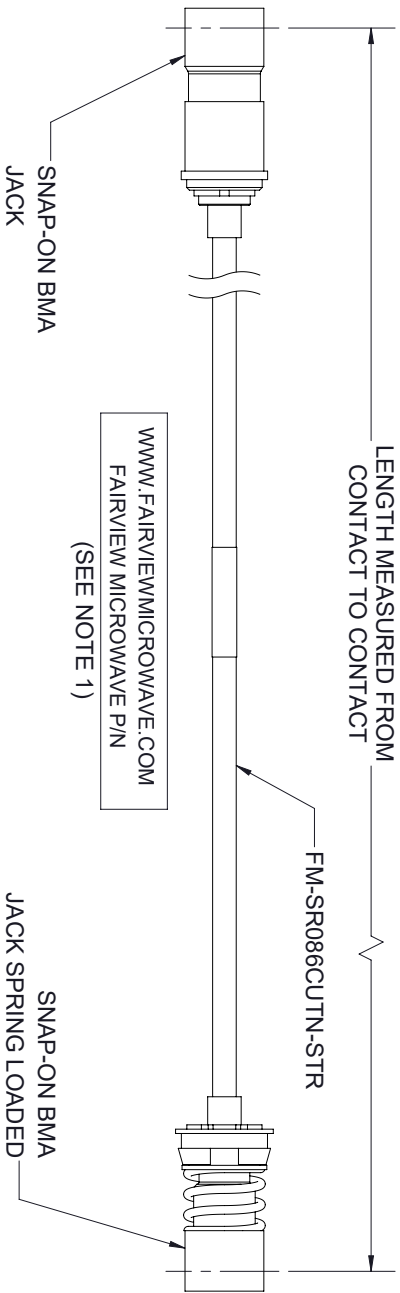 LENGTH MEASURED FROM
CONTACT TO CONTACT
FM-SR086CUTN-STR
SNAP-ON BMA
JACK
WWW.FAIRVIEWMICROWAVE.COM
FAIRVIEW MICROWAVE P/N
(SEE NOTE 1)
SNAP-ON BMA
JACK SPRING LOADED